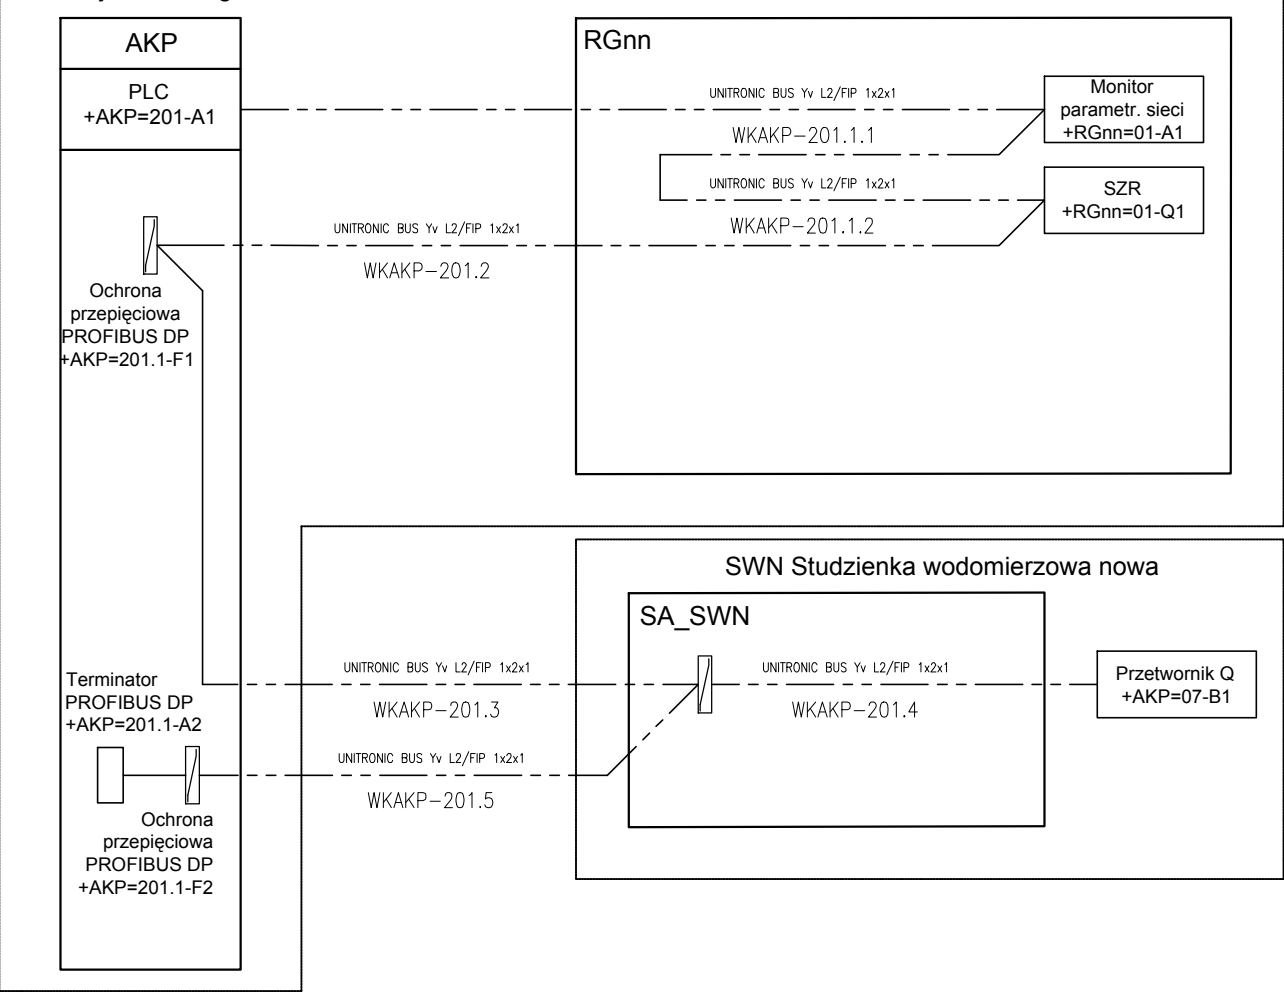 AKP
PLC
+AKP=201-A1
RGnn
UNITRONIC BUS Yv L2/FIP 1x2x1
WKAKP-201.1.1
Monitor
parametr. sieci
+RGnn=01-A1
UNITRONIC BUS Yv L2/FIP 1x2x1
WKAKP-201.1.2
SZR
+RGnn=01-Q1
UNITRONIC BUS Yv L2/FIP 1x2x1
WKAKP-201.2
Ochrona
przepięciowa
PROFIBUS DP
+AKP=201.1-F1
SWN Studzienka wodomierzowa nowa
SA_SWN
UNITRONIC BUS Yv L2/FIP 1x2x1
WKAKP-201.3
UNITRONIC BUS Yv L2/FIP 1x2x1
WKAKP-201.4
Przetwornik Q
+AKP=07-B1
Terminator
PROFIBUS DP
+AKP=201.1-A2
UNITRONIC BUS Yv L2/FIP 1x2x1
WKAKP-201.5
Ochrona
przepięciowa
PROFIBUS DP
+AKP=201.1-F2